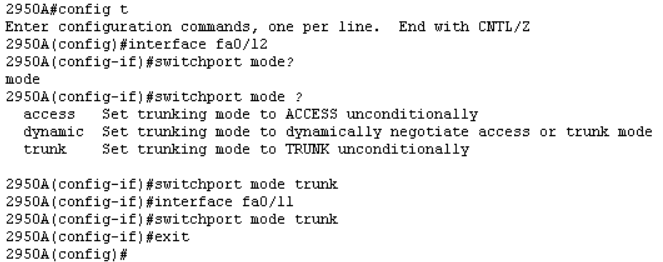 2950A#config t
Enter configuration commands, one per line.  End with CNTL/Z
2950A(config)#interface fa0/12
2950A(config-if)#switchport mode?
mode
2950A(config-if)#switchport mode ?
  access   Set trunking mode to ACCESS unconditionally
  dynamic  Set trunking mode to dynamically negotiate access or trunk mode
  trunk    Set trunking mode to TRUNK unconditionally

2950A(config-if)#switchport mode trunk
2950A(config-if)#interface fa0/11
2950A(config-if)#switchport mode trunk
2950A(config-if)#exit
2950A(config)#